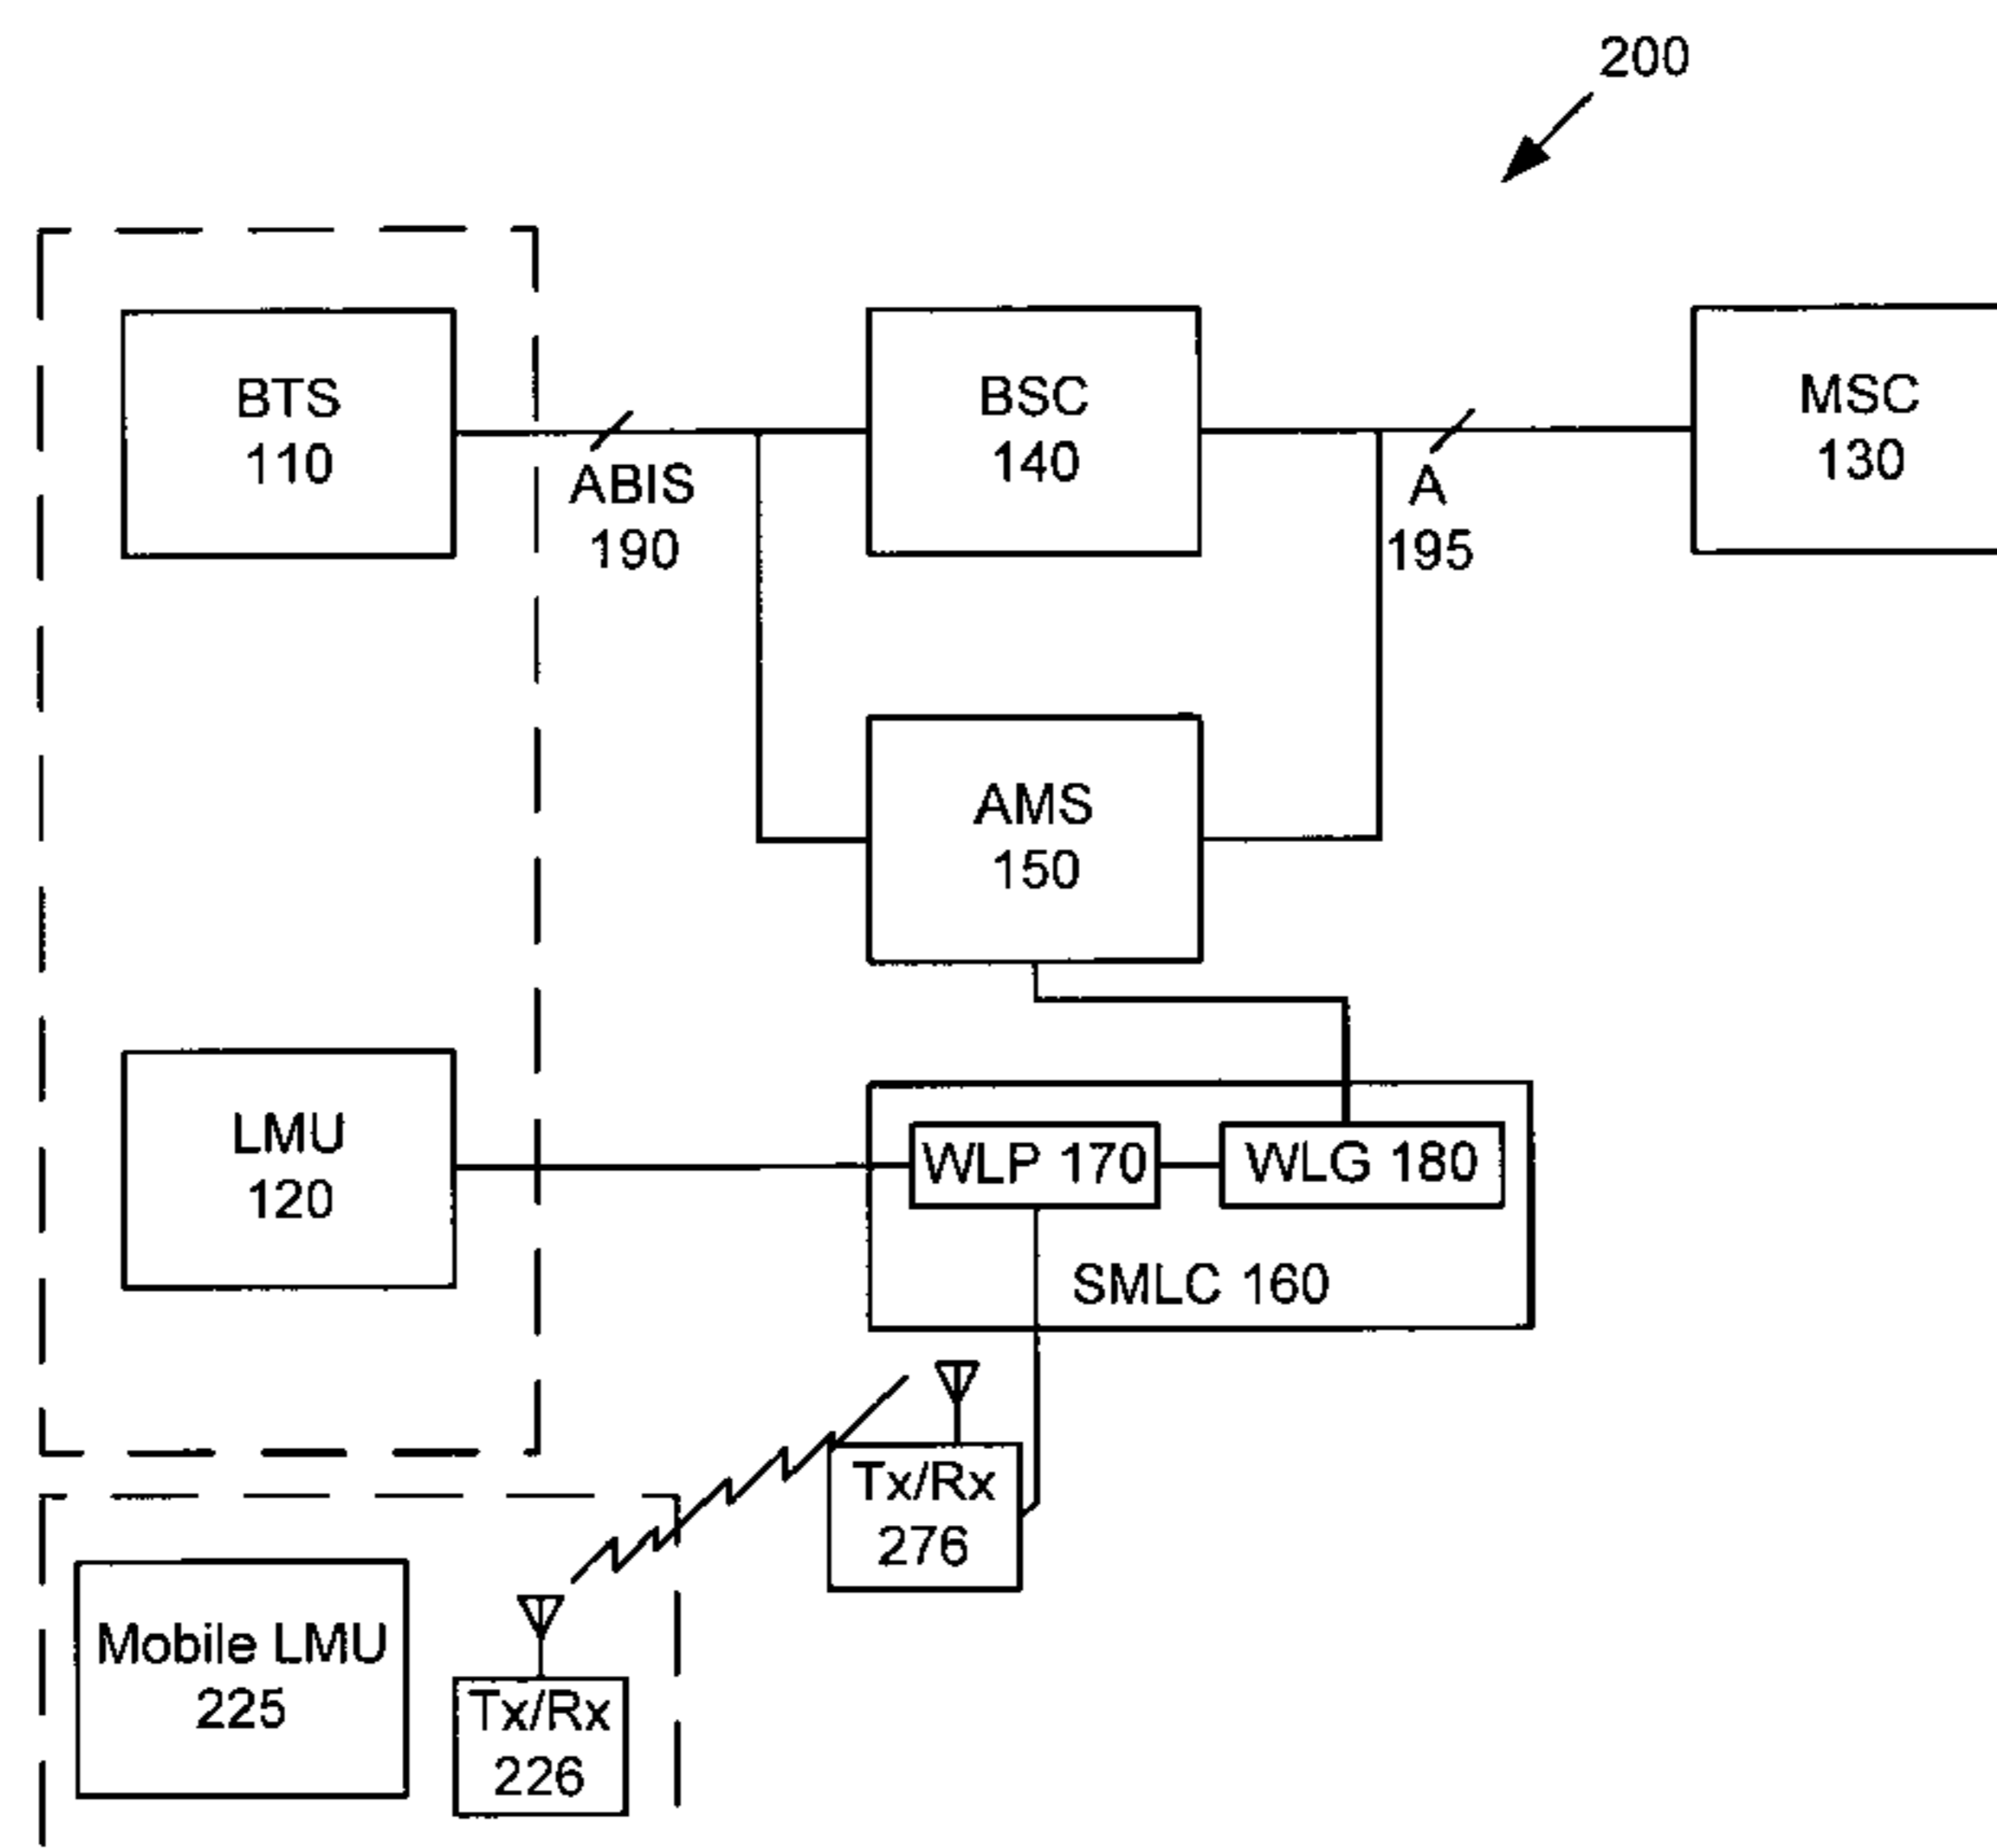 200
BTS
110
BSC
140
MSC
130
ABIS
190
A
195
AMS
150
LMU
120
WLP 170
WLG 180
SMLC 160
Tx/Rx
276
Mobile LMU
225
Tx/Rx
226